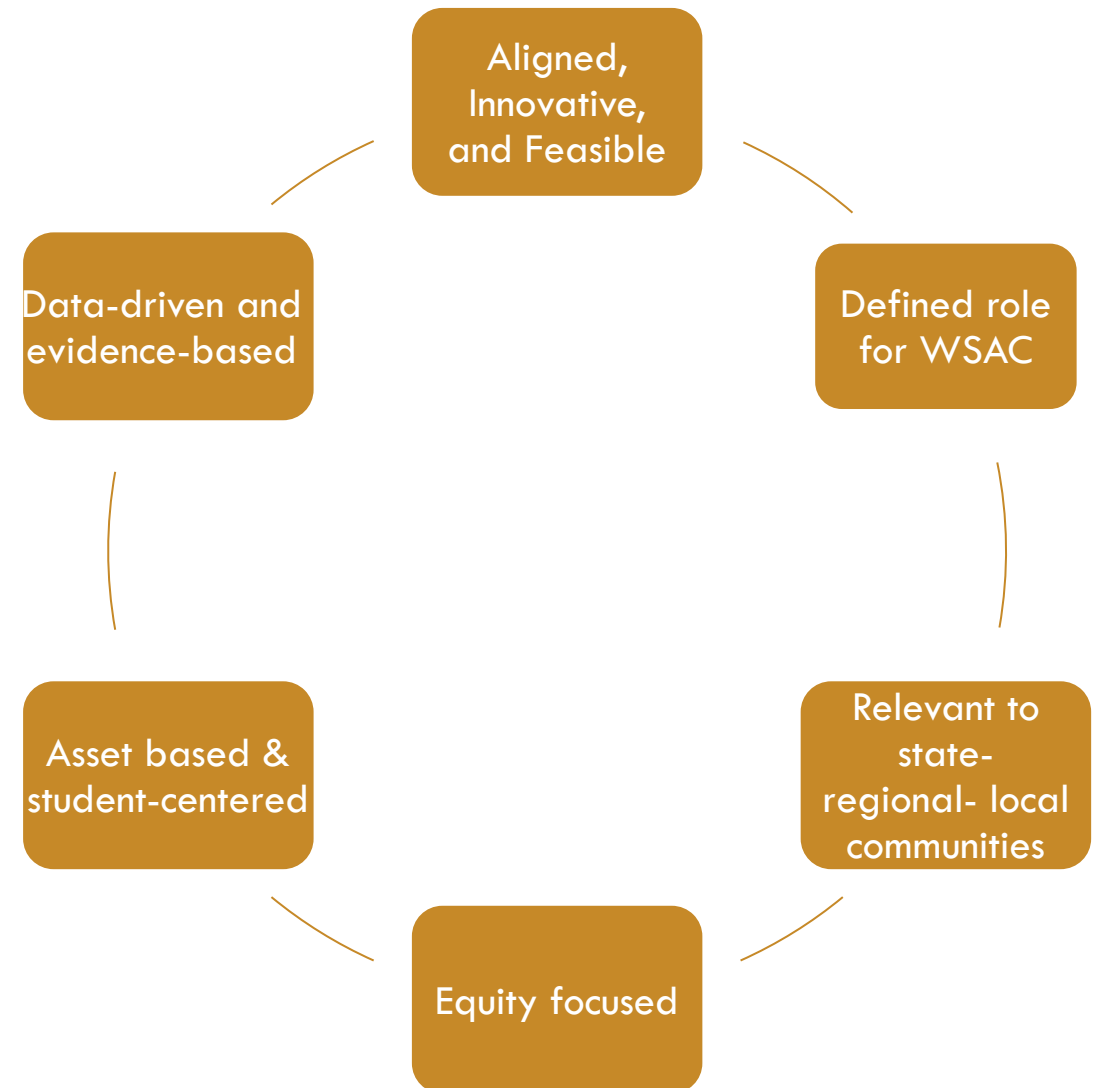 Aligned,
Innovative,
and Feasible
Defined role
for WSAC
Relevant to
state-
regional- local
communities
Equity focused
Asset based &
student-centered
Data-driven and
evidence-based